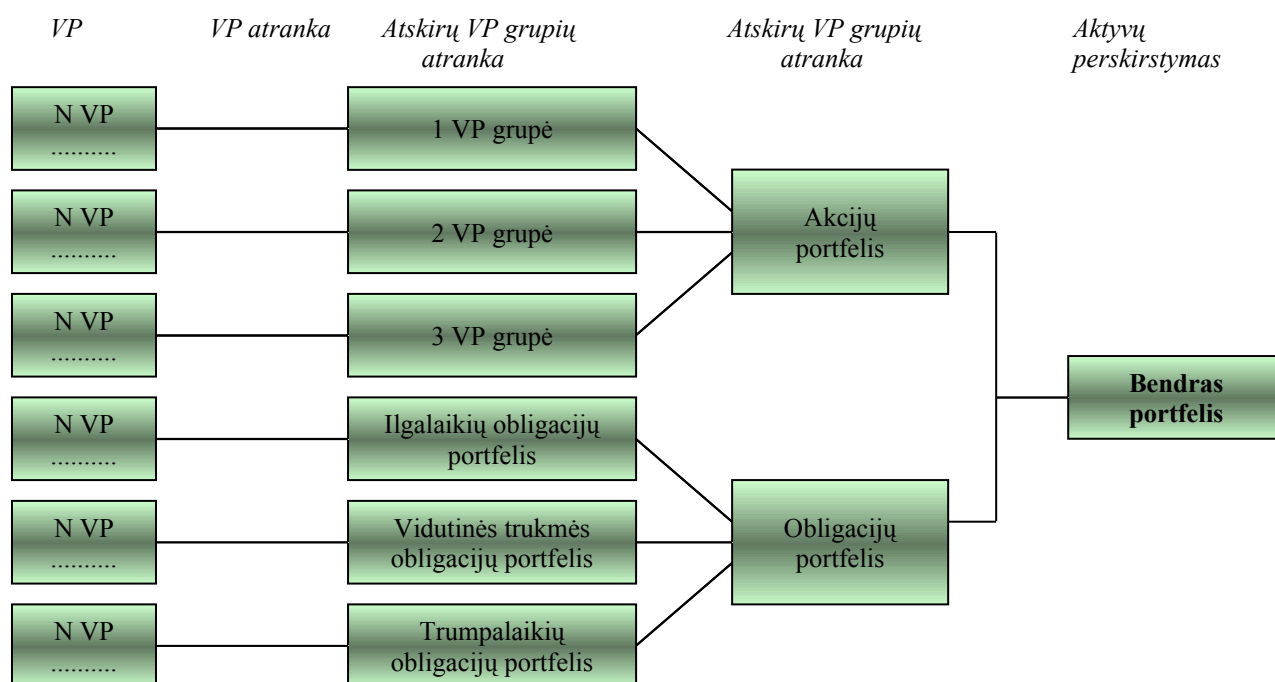 VP
VP atranka
Atskirų VP grupių
atranka
Atskirų VP grupių
atranka
Aktyvų
perskirstymas
N VP
..........
1 VP grupė
N VP
..........
2 VP grupė
Akcijų
portfelis
N VP
..........
3 VP grupė
Bendras
portfelis
N VP
..........
Ilgalaikių obligacijų
portfelis
N VP
..........
Vidutinės trukmės
obligacijų portfelis
Obligacijų
portfelis
N VP
..........
Trumpalaikių
obligacijų portfelis